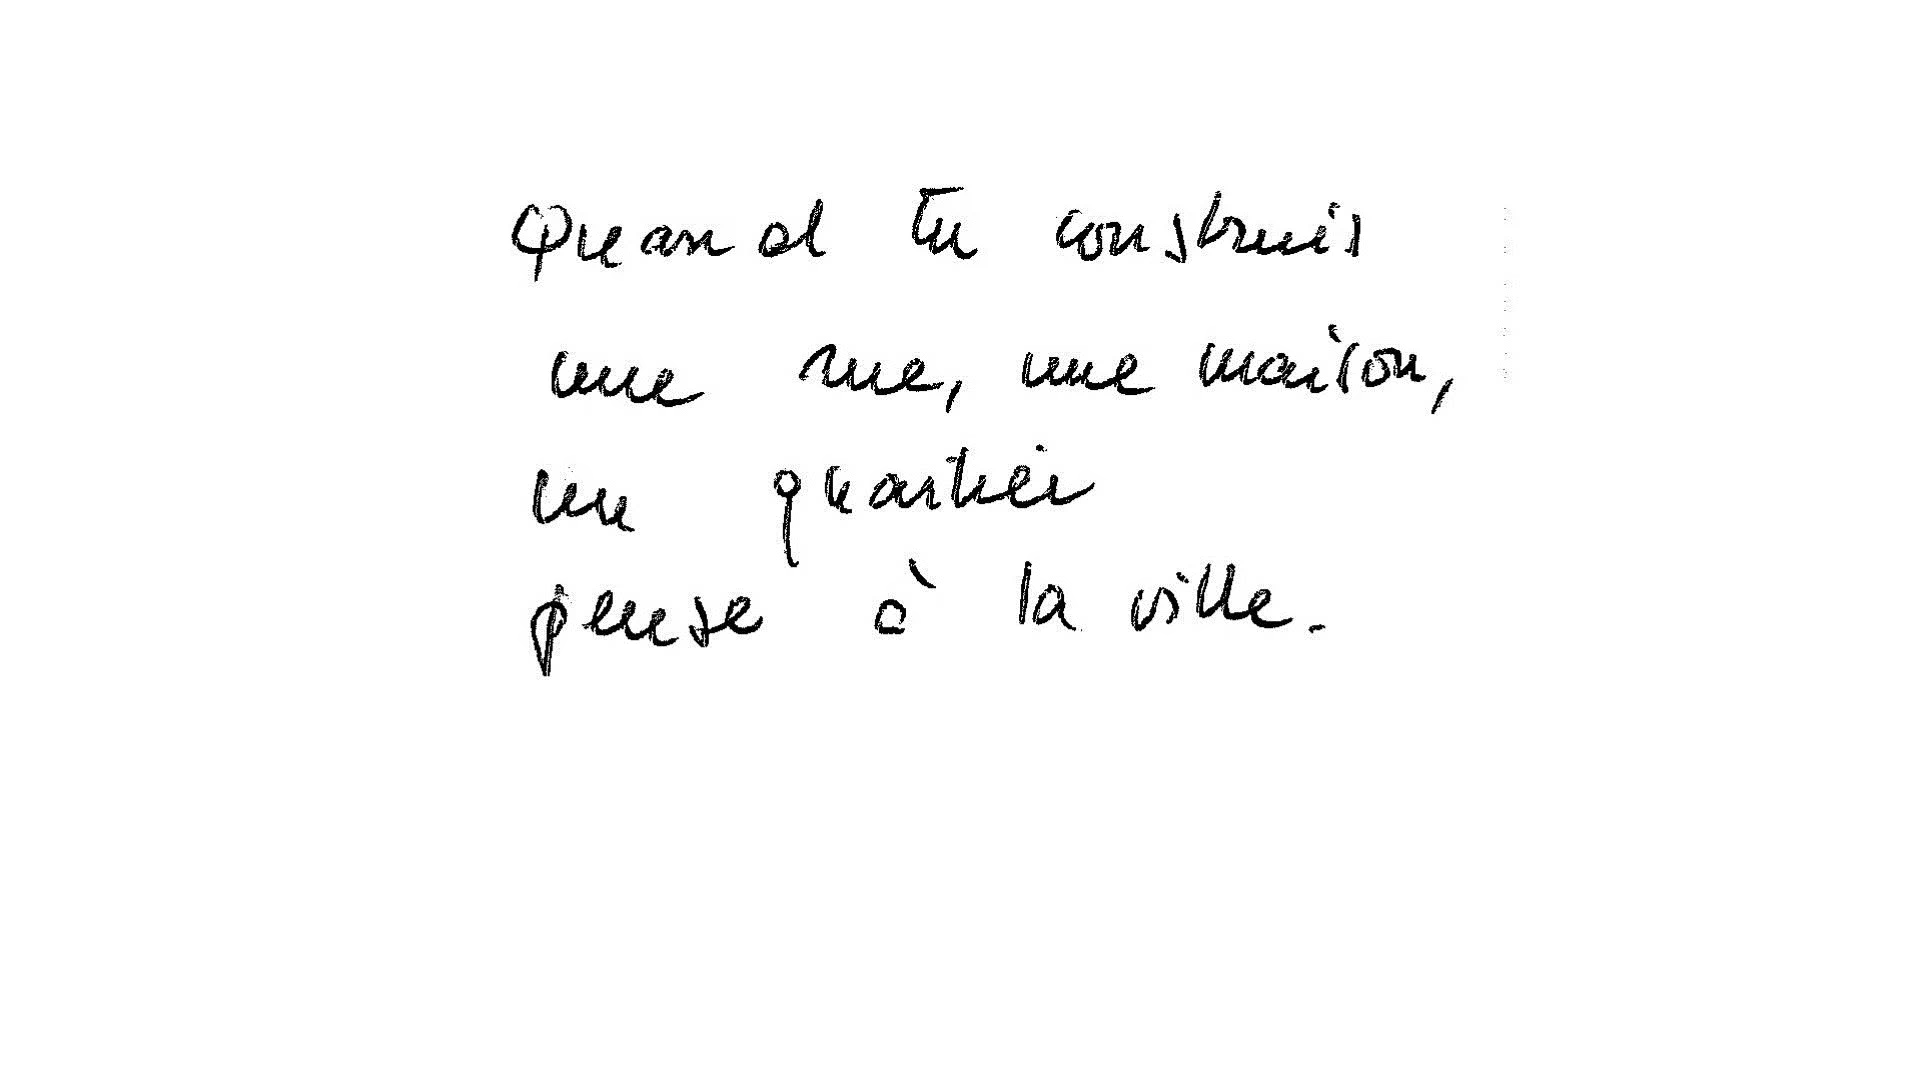 Quand tu construis
une rue, une maison,
un quartier
pense à la ville.